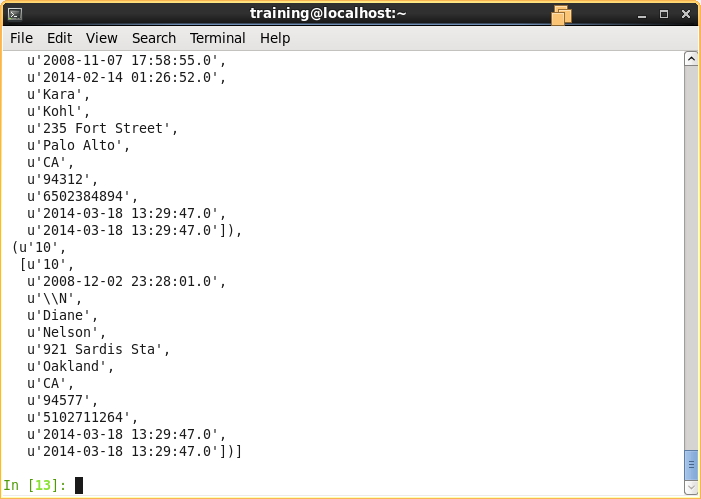 training@localhost:~
File Edit View Search Terminal Help
u'2008-11-07 17:58:55.0',
u'2014-02-14 01:26:52.0',
u'Kara',
u'Kohl',
u'235 Fort Street',
u'Palo Alto',
u'CA',
u'94312',
u'6502384894',
u'2014-03-18 13:29:47.0',
u'2014-03-18 13:29:47.0']),
(u'10',
[u'10',
u'2008-12-02 23:28:01.0',
u'\\N',
u'Diane',
u'Nelson',
u'921 Sardis Sta',
u'Oakland',
u'CA',
u'94577',
u'5102711264',
u'2014-03-18 13:29:47.0',
u'2014-03-18 13:29:47.0'])]
In [13]: